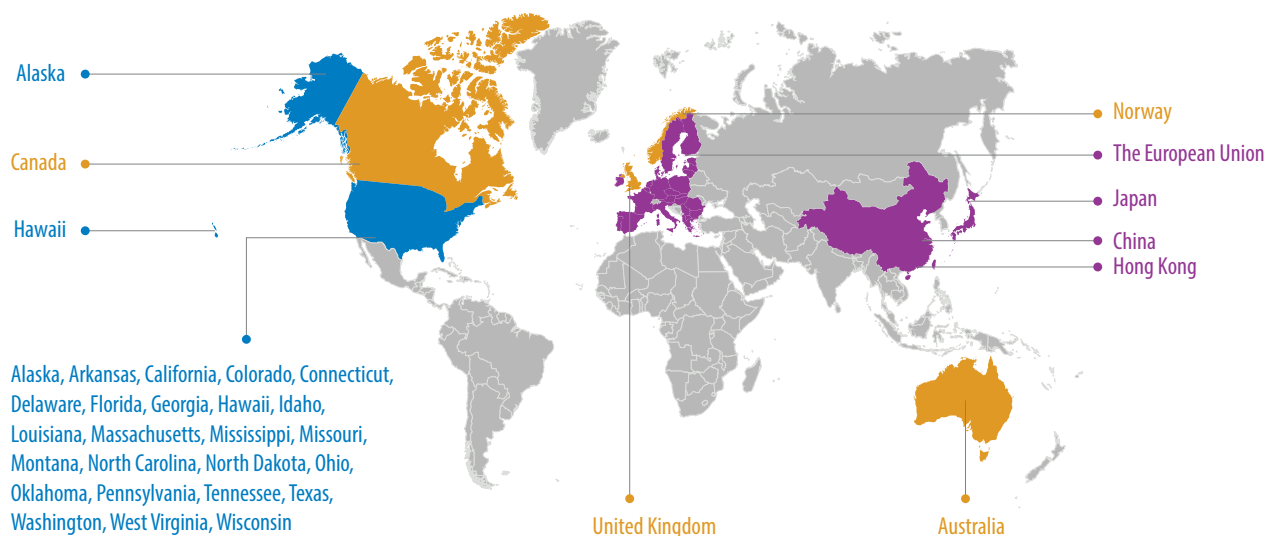 Alaska
Canada
Hawaii
Alaska, Arkansas, California, Colorado, Connecticut,
Delaware, Florida, Georgia, Hawaii, Idaho,
Louisiana, Massachusetts, Mississippi, Missouri,
Montana, North Carolina, North Dakota, Ohio,
Oklahoma, Pennsylvania, Tennessee, Texas,
Washington, West Virginia, Wisconsin
Norway
The European Union
Japan
China
Hong Kong
United Kingdom
Australia